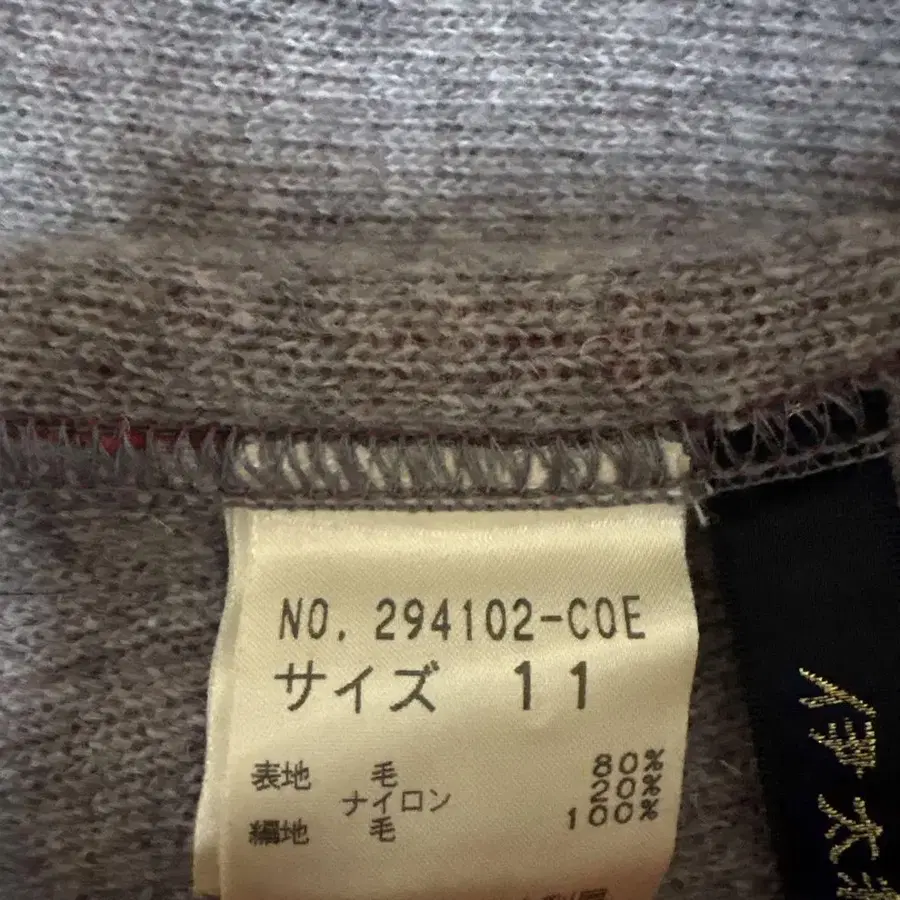 NO. 294102-COE
サイズ 11
表地 毛 80%
ナイロン 20%
編地 毛 100%